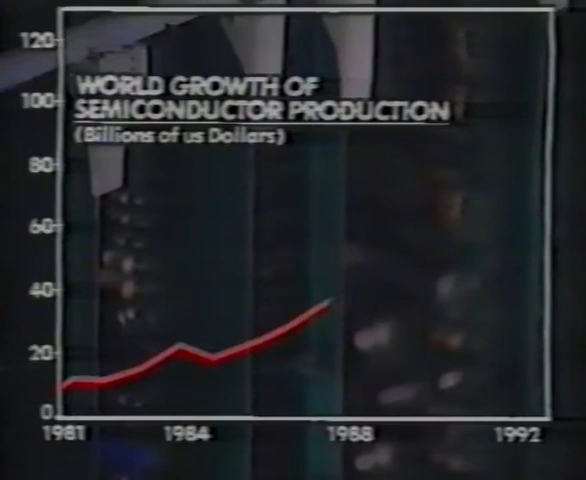 120
WORLD GROWTH OF
100
SEMICONDUCTOR PRODUCTION
(Billions of us Dollars)
80
60
40
20
0
1981 1984 1988 1992